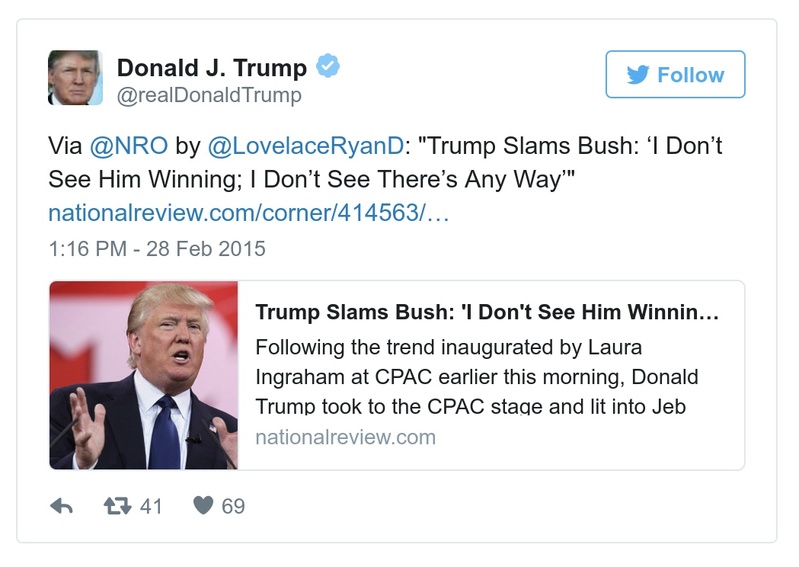 Donald J. Trump
@realDonaldTrump
Follow
Via @NRO by @LovelaceRyanD: "Trump Slams Bush: ‘I Don’t
See Him Winning; I Don’t See There’s Any Way’"
nationalreview.com/corner/414563/…
1:16 PM - 28 Feb 2015
Trump Slams Bush: 'I Don't See Him Winnin…
Following the trend inaugurated by Laura
Ingraham at CPAC earlier this morning, Donald
Trump took to the CPAC stage and lit into Jeb
nationalreview.com
41
69